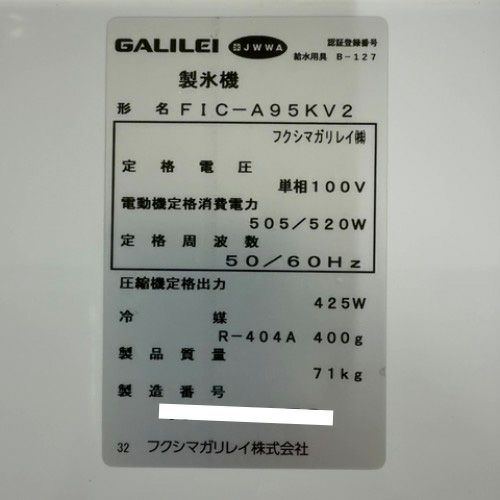 GALILEI JWWA 認証登録番号
給水用具 B-127
製氷機
形名 FIC-A95KV2
フクシマガリレイ㈱
定格電圧
単相100V
電動機定格消費電力
505/520W
定格周波数
50/60Hz
圧縮機定格出力
425W
冷媒
R-404A 400g
製品質量
71kg
製造番号
32 フクシマガリレイ株式会社